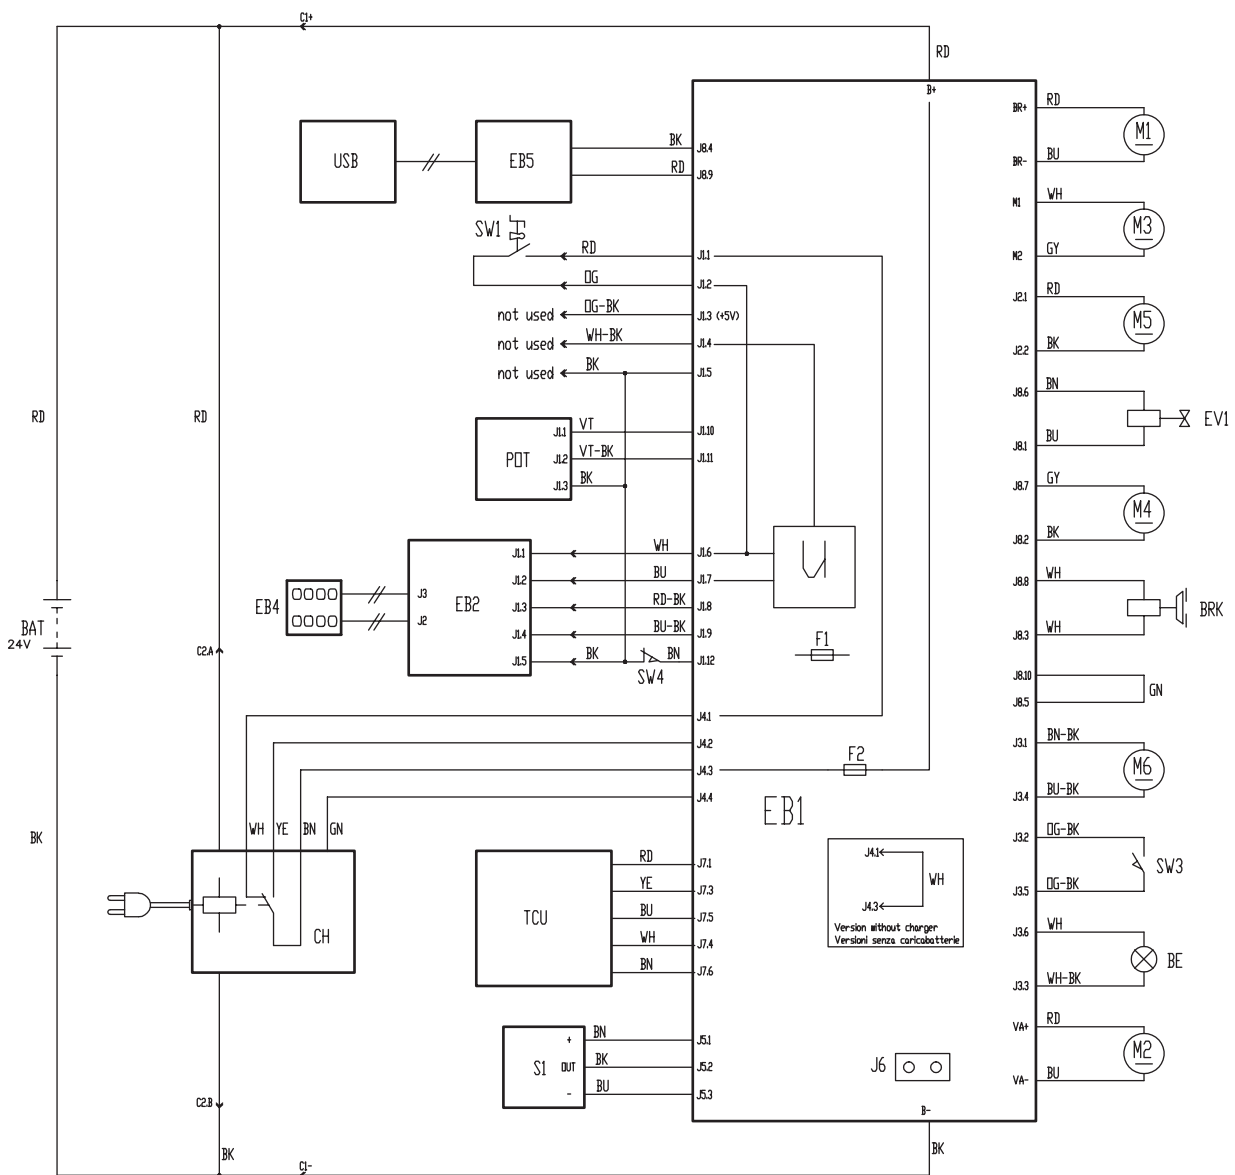 C1+
RD
B+
BR+ RD
M1
BR- BU
USB
EB5
BK J8.4
RD J8.9
M1 WH
M3
M2 GY
SW1
RD J1.1
OG J1.2
not used OG-BK J1.3 (+5V)
not used WH-BK J1.4
not used BK J1.5
J2.1 RD
M5
J2.2 BK
J8.6 BN
EV1
J8.1 BU
RD
RD
POT
J1.1 VT J1.10
J1.2 VT-BK J1.11
J1.3 BK
J8.7 GY
M4
J8.2 BK
EB4
J3
J2
EB2
J1.1 WH J1.6
J1.2 BU J1.7
J1.3 RD-BK J1.8
J1.4 BU-BK J1.9
J1.5 BK BN J1.12
SW4
F1
J8.8 WH
BRK
J8.3 WH
BAT
24V
C2.A
J8.10
GN
J8.5
J4.1
J4.2
J4.3
J4.4
F2
J3.1 BN-BK
M6
J3.4 BU-BK
EB1
BK
WH YE BN GN
CH
J3.2 OG-BK
SW3
J3.5 OG-BK
J4.1
WH
J4.3
Version without charger
Versioni senza caricabatterie
TCU
RD J7.1
YE J7.3
BU J7.5
WH J7.4
BN J7.6
J3.6 WH
BE
J3.3 WH-BK
S1
+ BN J5.1
OUT BK J5.2
- BU J5.3
J6
VA+ RD
M2
VA- BU
C2.B
B-
BK
BK
C1-